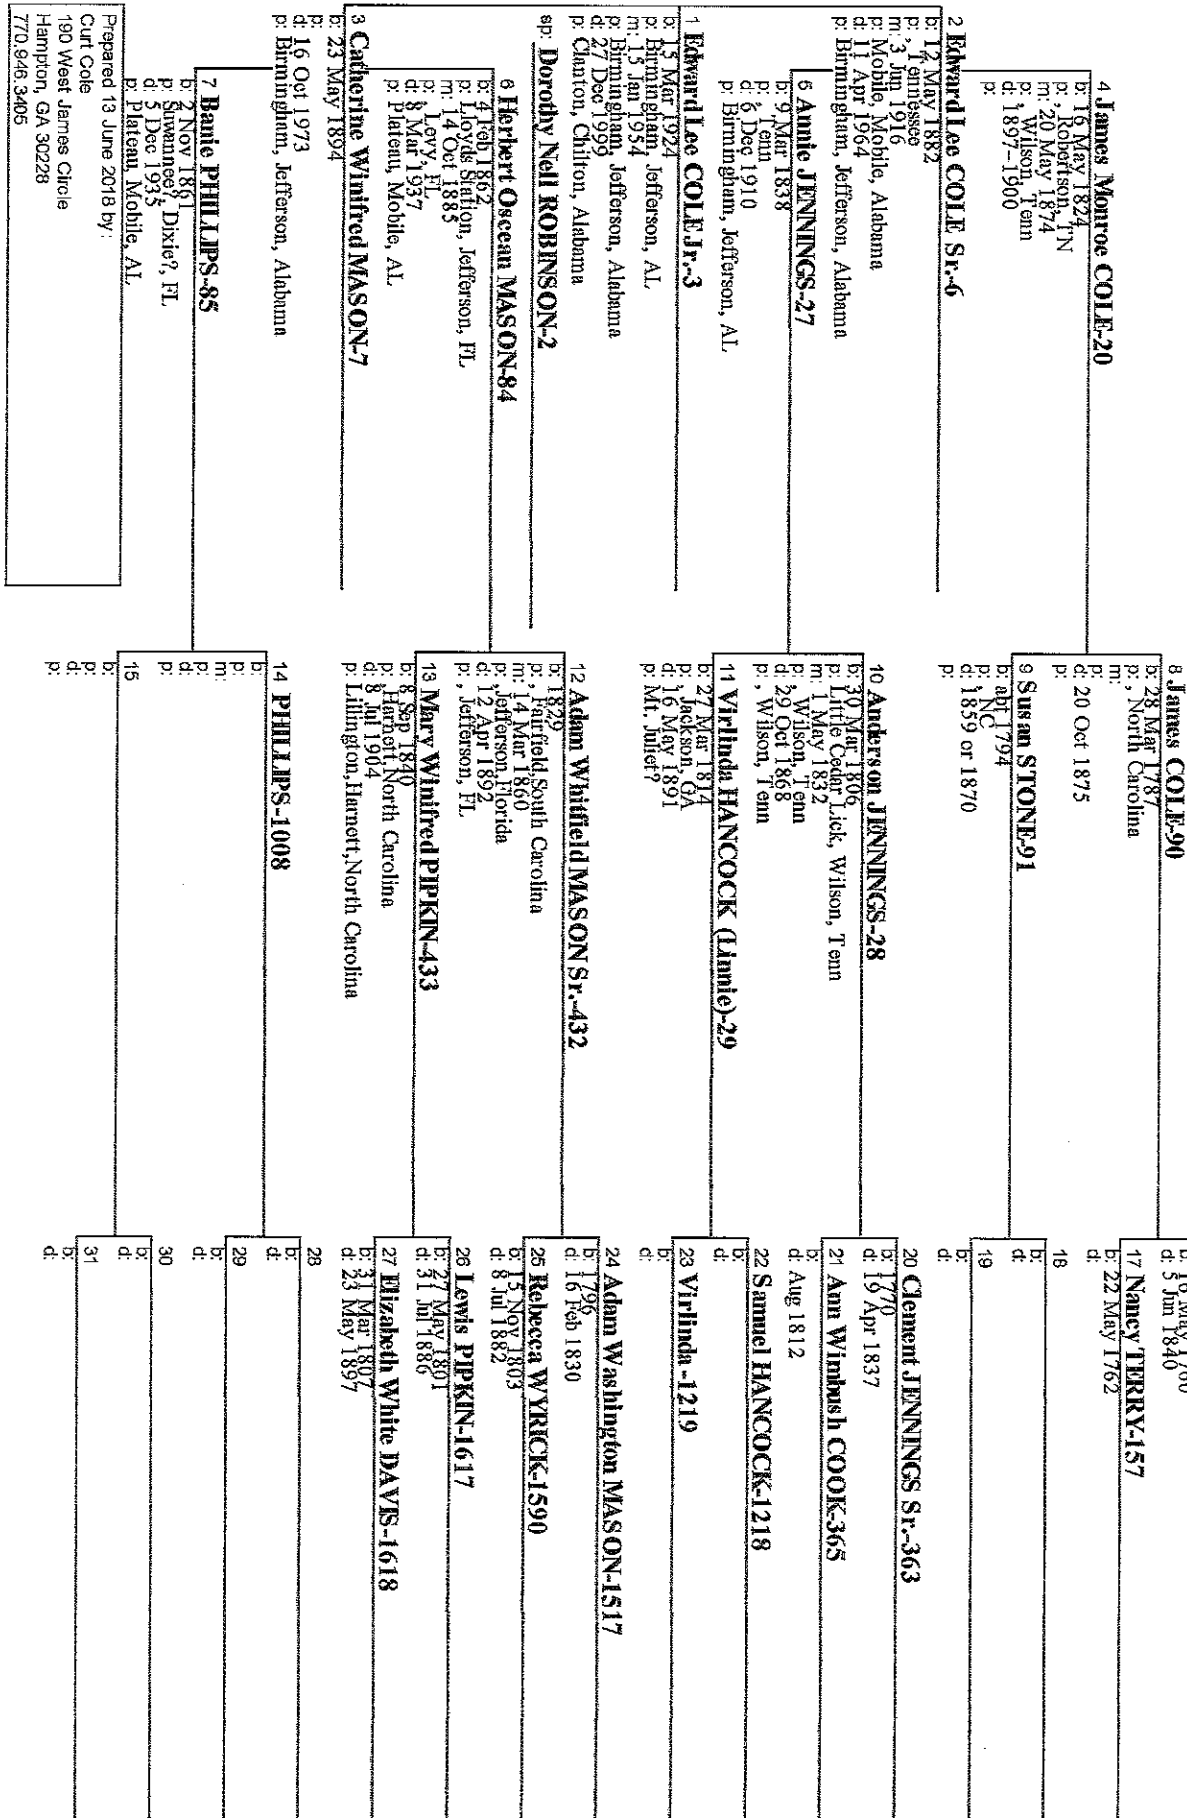 4 James Monroe COLE-20
b: 16 May 1824
p: , Robertson, TN
m: 20 May 1874
p: , Wilson, Tenn
d: 1897-1900
p:
2 Edward Lee COLE Sr.-6
b: 12 May 1882
p: , Tennessee
m: 3 Jun 1916
p: Mobile, Mobile, Alabama
d: 11 Apr 1964
p: Birmingham, Jefferson, Alabama
5 Annie JENNINGS-27
b: 9 Mar 1838
p: , Tenn
d: 6 Dec 1910
p: Birmingham, Jefferson, AL
1 Edward Lee COLE Jr.-3
b: 15 Mar 1924
p: Birmingham, Jefferson, AL
m: 15 Jan 1954
p: Birmingham, Jefferson, Alabama
d: 27 Dec 1999
p: Clanton, Chilton, Alabama
sp: Dorothy Nell ROBINSON-2
6 Herbert Oscean MASON-84
b: 4 Feb 1862
p: Lloyds Station, Jefferson, FL
m: 14 Oct 1885
p: , Levy, FL
d: 8 Mar 1937
p: Plateau, Mobile, AL
3 Catherine Winifred MASON-7
b: 23 May 1894
p:
d: 16 Oct 1973
p: Birmingham, Jefferson, Alabama
7 Banie PHILLIPS-85
b: 2 Nov 1861
p: Suwannee?, Dixie?, FL
d: 5 Dec 1935
p: Plateau, Mobile, AL
Prepared 13 June 2018 by :
Curt Cole
190 West James Circle
Hampton, GA 30228
770.946.3405
8 James COLE-90
b: 28 Mar 1787
p: , North Carolina
m:
p:
d: 20 Oct 1875
p:
9 Susan STONE-91
b: abt 1794
p: , NC
d: 1859 or 1870
p:
10 Anderson JENNINGS-28
b: 30 Mar 1806
p: Little Cedar Lick, Wilson, Tenn
m: 1 May 1832
p: , Wilson, Tenn
d: 29 Oct 1868
p: , Wilson, Tenn
11 Virlinda HANCOCK (Linnie)-29
b: 27 Mar 1814
p: , Jackson, GA
d: 16 May 1891
p: Mt. Juliet?
12 Adam Whitfield MASON Sr.-432
b: 1829
p: , Fairfield, South Carolina
m: 14 Mar 1860
p: , Jefferson, Florida
d: 12 Apr 1892
p: , Jefferson, FL
13 Mary Winifred PIPKIN-433
b: 8 Sep 1840
p: , Harnett, North Carolina
d: 8 Jul 1904
p: Lillington, Harnett, North Carolina
14 PHILLIPS-1008
b:
p:
m:
p:
d:
p:
15
b:
p:
d:
p:
d: 5 Jun 1840
17 Nancy TERRY-157
b: 22 May 1762
d:
18
b:
d:
19
b:
d:
20 Clement JENNINGS Sr.-363
b: 1770
d: 19 Apr 1837
21 Ann Wimbush COOK-365
b:
d: Aug 1812
22 Samuel HANCOCK-1218
b:
d:
23 Virlinda -1219
b:
d:
24 Adam Washington MASON-1517
b: 1796
d: 16 Feb 1830
25 Rebecca WYRICK-1590
b: 15 Nov 1803
d: 8 Jul 1882
26 Lewis PIPKIN-1617
b: 27 May 1801
d: 31 Jul 1886
27 Elizabeth White DAVIS-1618
b: 31 Mar 1807
d: 23 May 1897
28
b:
d:
29
b:
d:
30
b:
d:
31
b:
d: